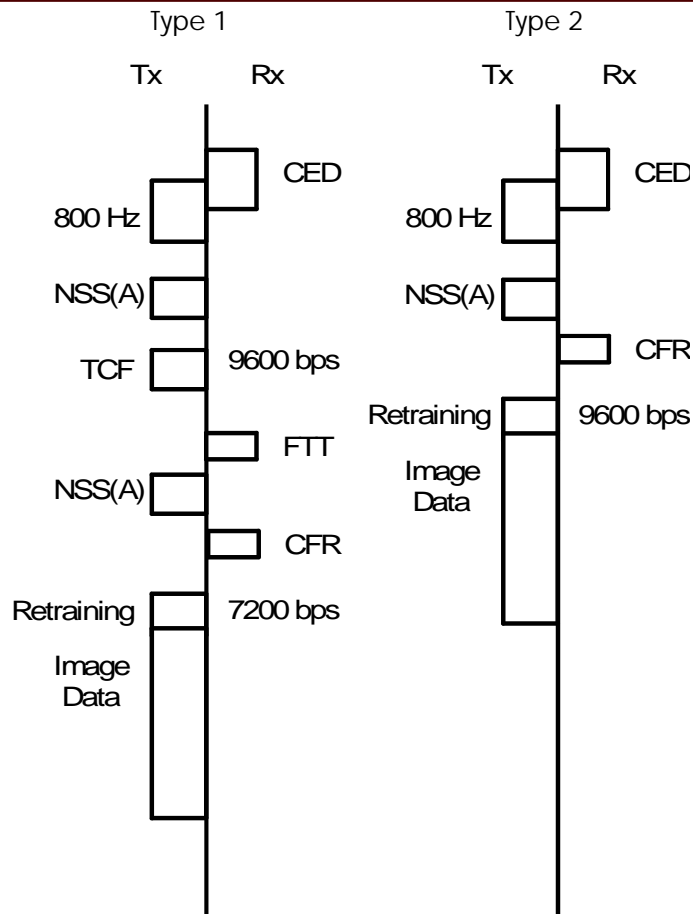 Type 1
Tx Rx
CED
800 Hz
NSS(A)
TCF 9600 bps
FTT
NSS(A)
CFR
Retraining 7200 bps
Image
Data
Type 2
Tx Rx
CED
800 Hz
NSS(A)
CFR
Retraining 9600 bps
Image
Data